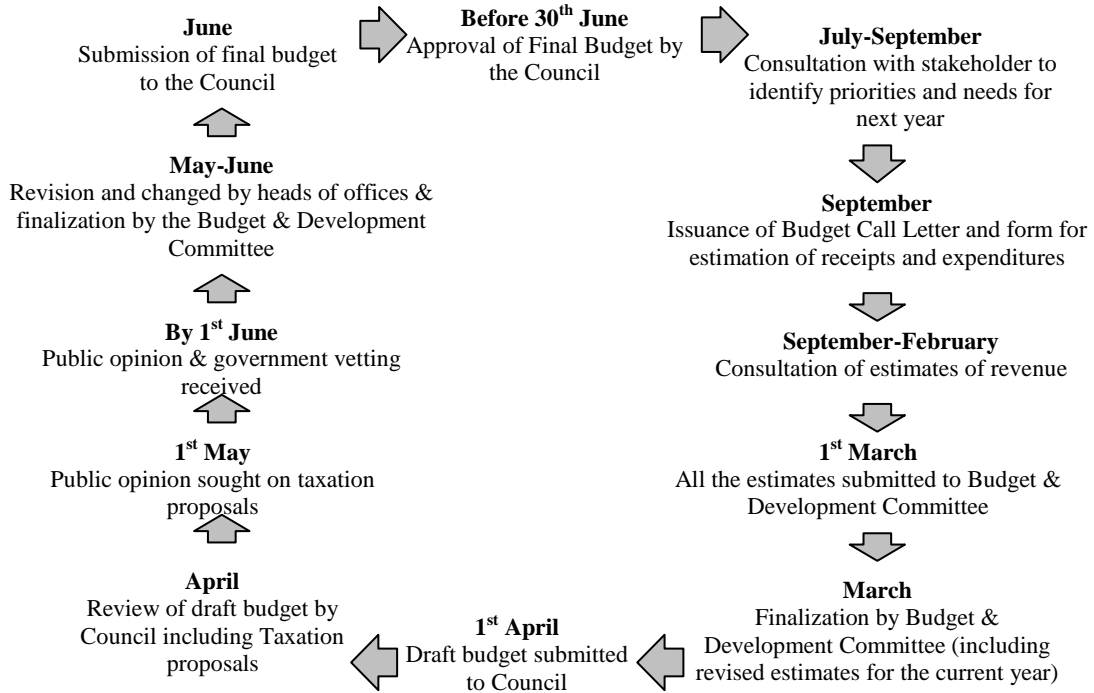 June
Submission of final budget
to the Council
Before 30th June
Approval of Final Budget by
the Council
July-September
Consultation with stakeholder to
identify priorities and needs for
next year
September
Issuance of Budget Call Letter and form for
estimation of receipts and expenditures
September-February
Consultation of estimates of revenue
1st March
All the estimates submitted to Budget &
Development Committee
March
Finalization by Budget &
Development Committee (including
revised estimates for the current year)
1st April
Draft budget submitted
to Council
April
Review of draft budget by
Council including Taxation
proposals
1st May
Public opinion sought on taxation
proposals
By 1st June
Public opinion & government vetting
received
May-June
Revision and changed by heads of offices &
finalization by the Budget & Development
Committee